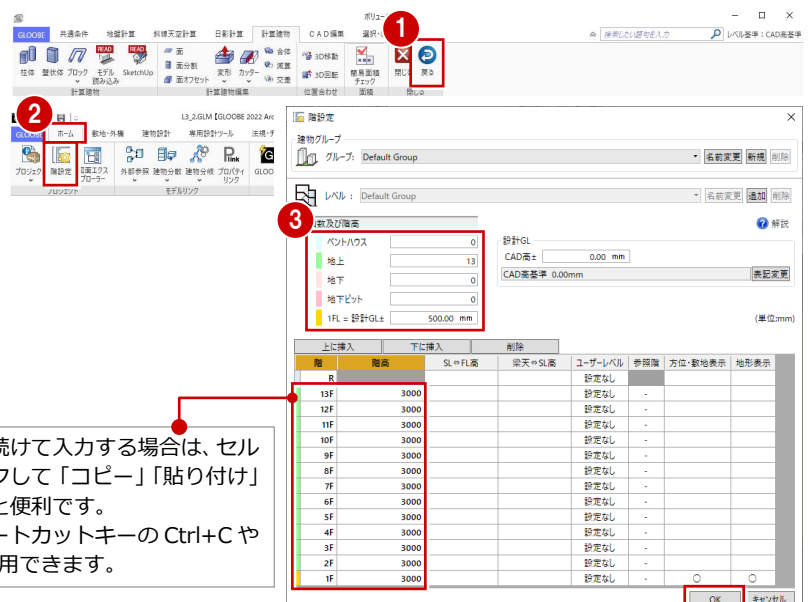 ボリュー
1
GLOOBE 共通条件 地盤計算 斜線天空計算 日影計算 計算建物 CAD編集 選択・
検索したい語句を入力 レベル基準：CAD高基準
柱体 壁状体 ブロック モデル読み込み SketchUp
READ READ
面
面分割
面オフセット
変形 カッター
合体
減算
交差
3D移動
3D回転
簡易面積チェック
閉じ 戻る
計算建物 計算建物編集 位置合わせ 面積 閉じる
2
L3_2.GLM【GLOOBE 2022 Arc
GLOOBE ホーム 敷地・外構 建物設計 専用設計ツール 法規・チ
プロジェク 階設定 図面エクスプローラー 外部参照 建物分散 建物分岐 プロパティリンク GLOO
Plink
プロジェクト モデルリンク
階設定
建物グループ
グループ: Default Group 名前変更 新規 削除
レベル : Default Group 名前変更 追加 削除
3
数及び階高
解説
ペントハウス 0
地上 13
地下 0
地下ピット 0
1FL = 設計GL± 500.00 mm
設計GL
CAD高± 0.00 mm
CAD高基準 0.00mm 表記変更
(単位:mm)
上に挿入 下に挿入 削除
階 階高 SL⇔FL高 梁天⇔SL高 ユーザーレベル 参照階 方位・敷地表示 地形表示
R 設定なし
13F 3000 設定なし -
12F 3000 設定なし -
11F 3000 設定なし -
10F 3000 設定なし -
9F 3000 設定なし -
8F 3000 設定なし -
7F 3000 設定なし -
6F 3000 設定なし -
5F 3000 設定なし -
4F 3000 設定なし -
3F 3000 設定なし -
2F 3000 設定なし -
1F 3000 設定なし - ○ ○
OK キャンセル
続けて入力する場合は、セル
クして「コピー」「貼り付け」
と便利です。
ートカットキーの Ctrl+C や
用できます。